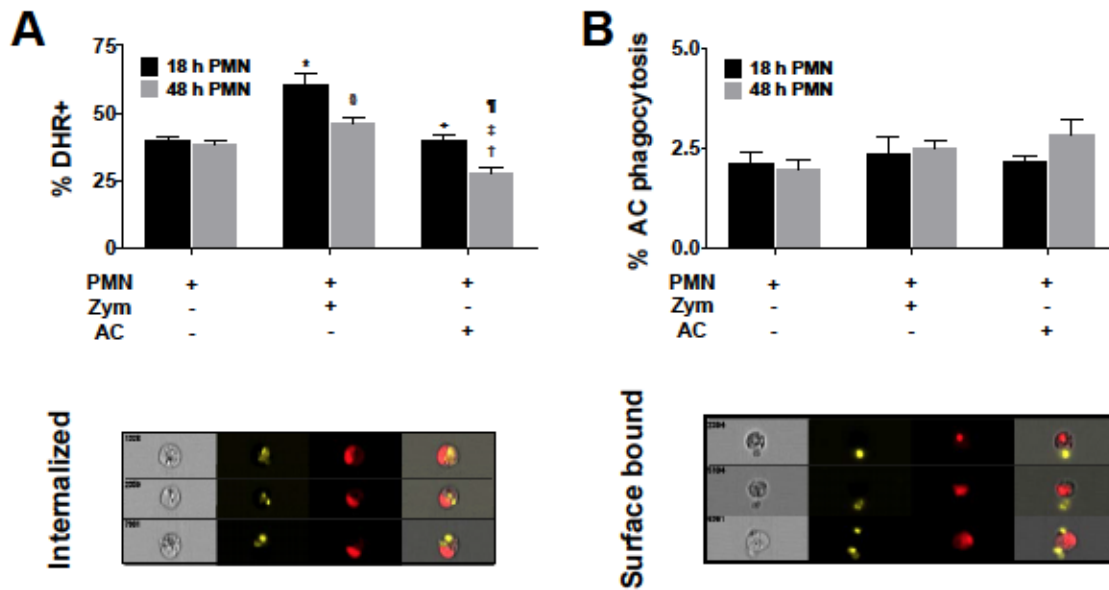 A
75
50
25
0
% DHR+
18 h PMN
48 h PMN
*
+
¶
‡
†
PMN + + +
Zym - + -
AC - - +
B
5.0
2.5
0.0
% AC phagocytosis
18 h PMN
48 h PMN
PMN + + +
Zym - + -
AC - - +
Internalized
Surface bound